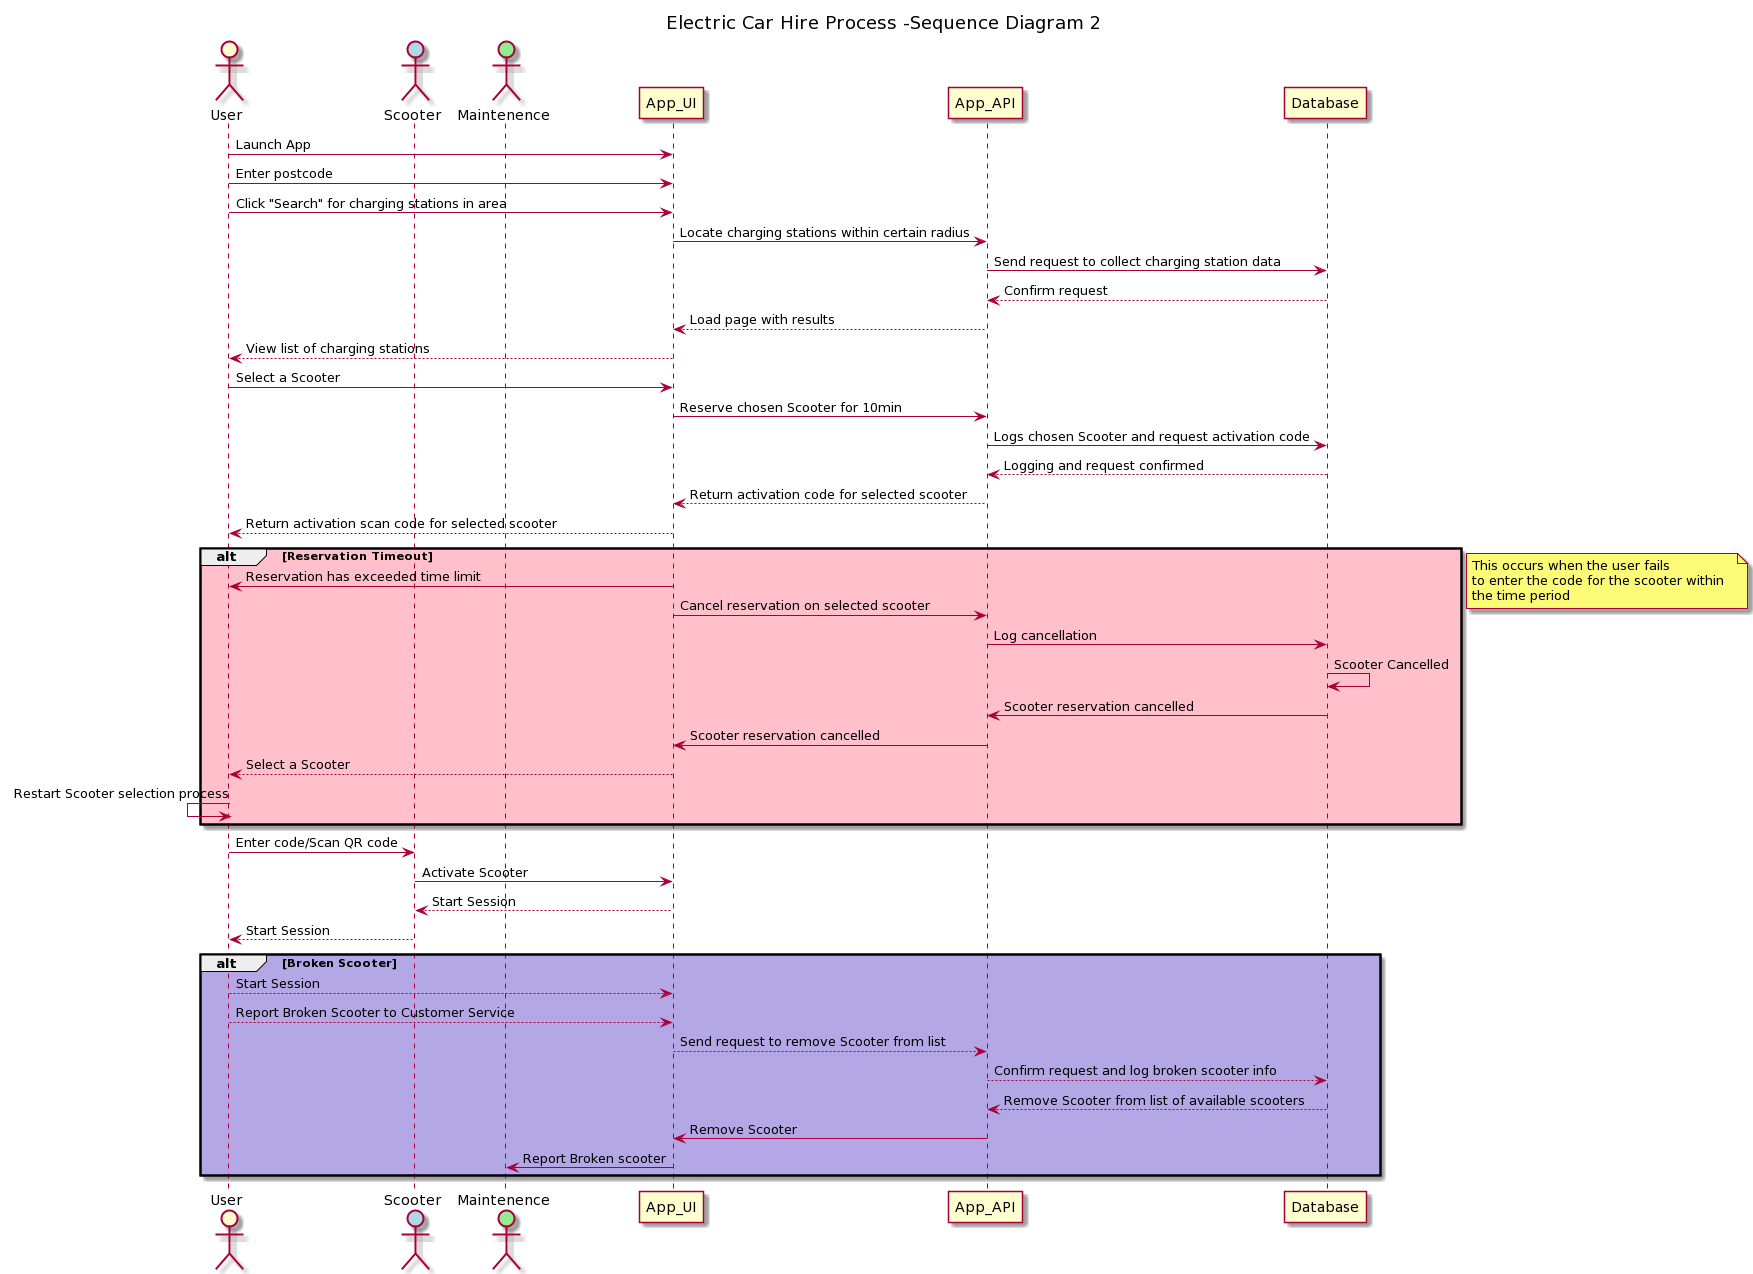 Electric Car Hire Process -Sequence Diagram 2
User
Scooter
Maintenence
App_UI
App_API
Database
Launch App
Enter postcode
Click "Search" for charging stations in area
Locate charging stations within certain radius
Send request to collect charging station data
Confirm request
Load page with results
View list of charging stations
Select a Scooter
Reserve chosen Scooter for 10min
Logs chosen Scooter and request activation code
Logging and request confirmed
Return activation code for selected scooter
Return activation scan code for selected scooter
alt [Reservation Timeout]
This occurs when the user fails
to enter the code for the scooter within
the time period
Reservation has exceeded time limit
Cancel reservation on selected scooter
Log cancellation
Scooter Cancelled
Scooter reservation cancelled
Scooter reservation cancelled
Select a Scooter
Restart Scooter selection process
Enter code/Scan QR code
Activate Scooter
Start Session
Start Session
alt [Broken Scooter]
Start Session
Report Broken Scooter to Customer Service
Send request to remove Scooter from list
Confirm request and log broken scooter info
Remove Scooter from list of available scooters
Remove Scooter
Report Broken scooter
User
Scooter
Maintenence
App_UI
App_API
Database